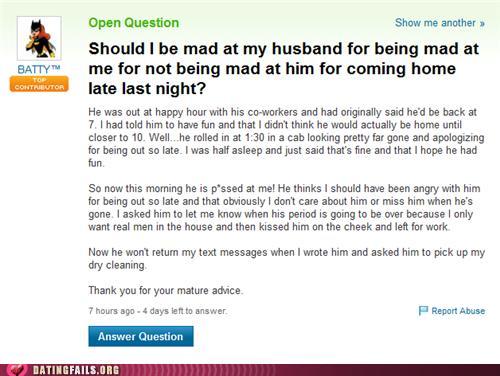 Open Question
Show me another »
Should I be mad at my husband for being mad at
me for not being mad at him for coming home
late last night?
BATTY™
TOP
CONTRIBUTOR
He was out at happy hour with his co-workers and had originally said he'd be back at
7. I had told him to have fun and that I didn't think he would actually be home until
closer to 10. Well...he rolled in at 1:30 in a cab looking pretty far gone and apologizing
for being out so late. I was half asleep and just said that's fine and that I hope he had
fun.
So now this morning he is p*ssed at me! He thinks I should have been angry with him
for being out so late and that obviously I don't care about him or miss him when he's
gone. I asked him to let me know when his period is going to be over because I only
want real men in the house and then kissed him on the cheek and left for work.
Now he won't return my text messages when I wrote him and asked him to pick up my
dry cleaning.
Thank you for your mature advice.
7 hours ago - 4 days left to answer.
Report Abuse
Answer Question
DATINGFAILS.ORG